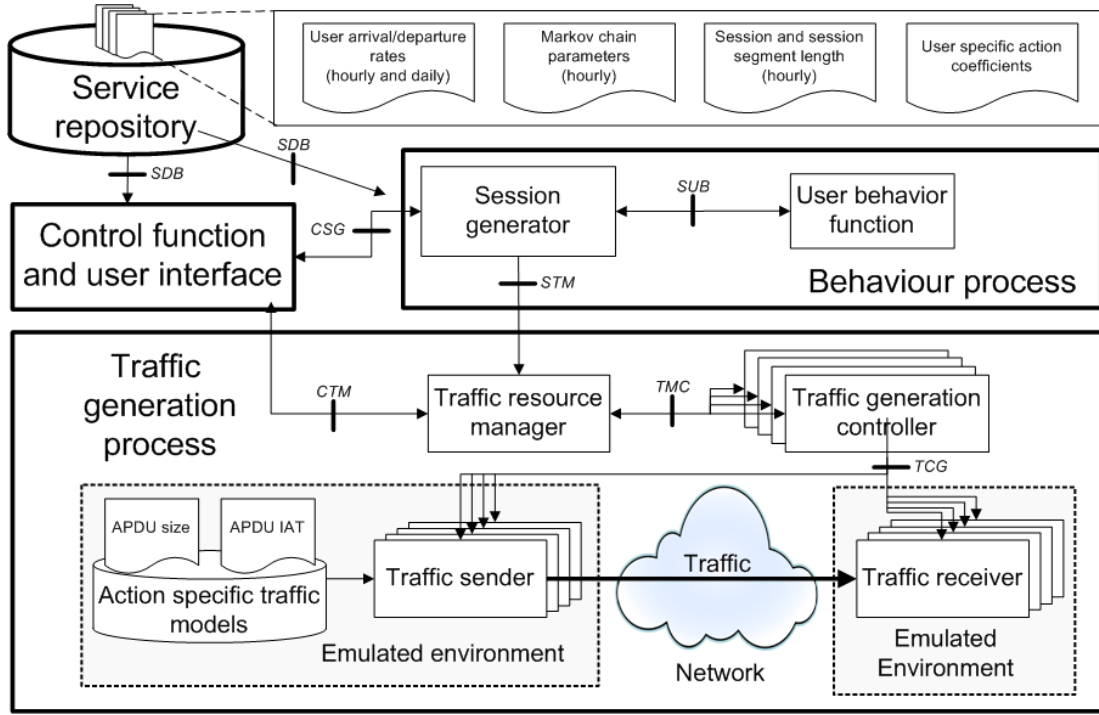 User arrival/departure
rates
(hourly and daily)
Markov chain
parameters
(hourly)
Session and session
segment length
(hourly)
User specific action
coefficients
Service
repository
SDB
SDB
Control function
and user interface
CSG
Session
generator
SUB
User behavior
function
STM
Behaviour process
Traffic
generation
process
CTM
Traffic resource
manager
TMC
Traffic generation
controller
TCG
APDU size
APDU IAT
Action specific traffic
models
Traffic sender
Emulated environment
Traffic
Network
Traffic receiver
Emulated
Environment